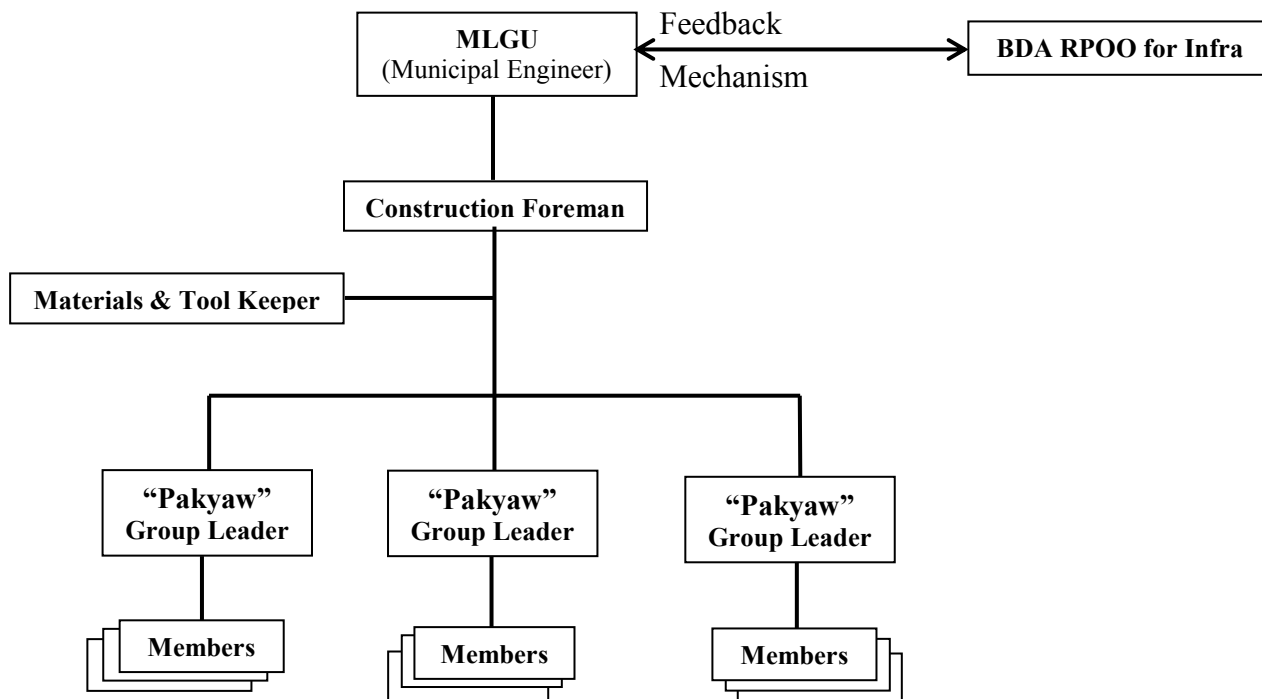 MLGU
(Municipal Engineer)
Feedback
Mechanism
BDA RPOO for Infra
Construction Foreman
Materials & Tool Keeper
“Pakyaw”
Group Leader
“Pakyaw”
Group Leader
“Pakyaw”
Group Leader
Members
Members
Members